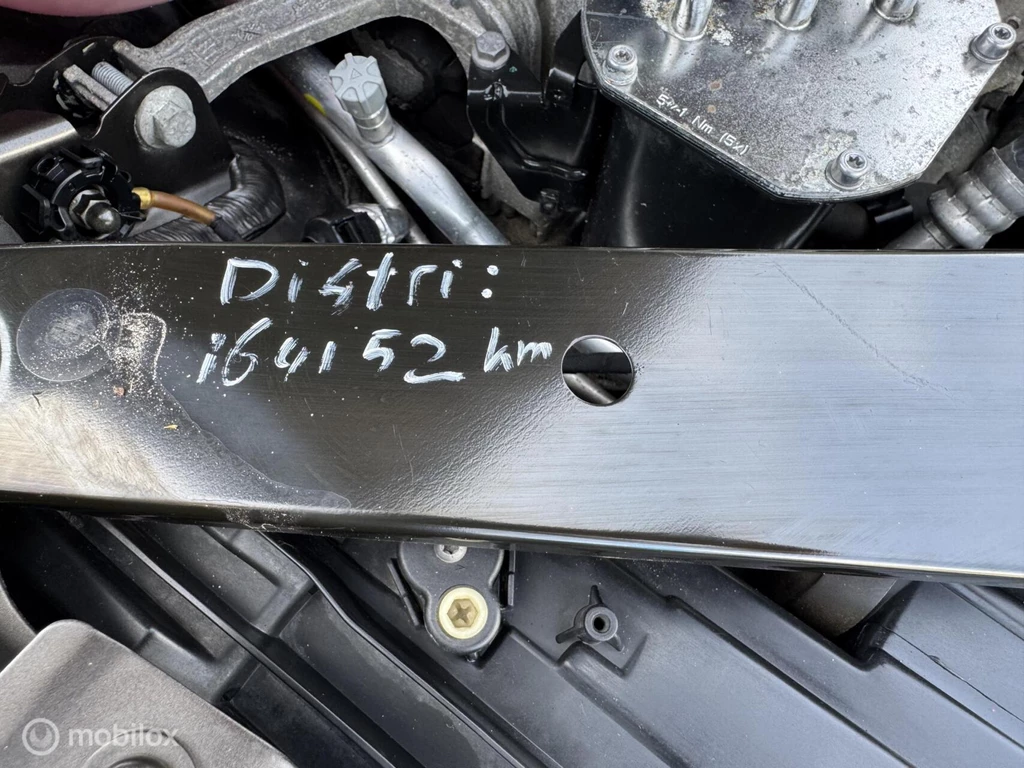 5±1 Nm (5x)
Distri:
164152 km
mobilox